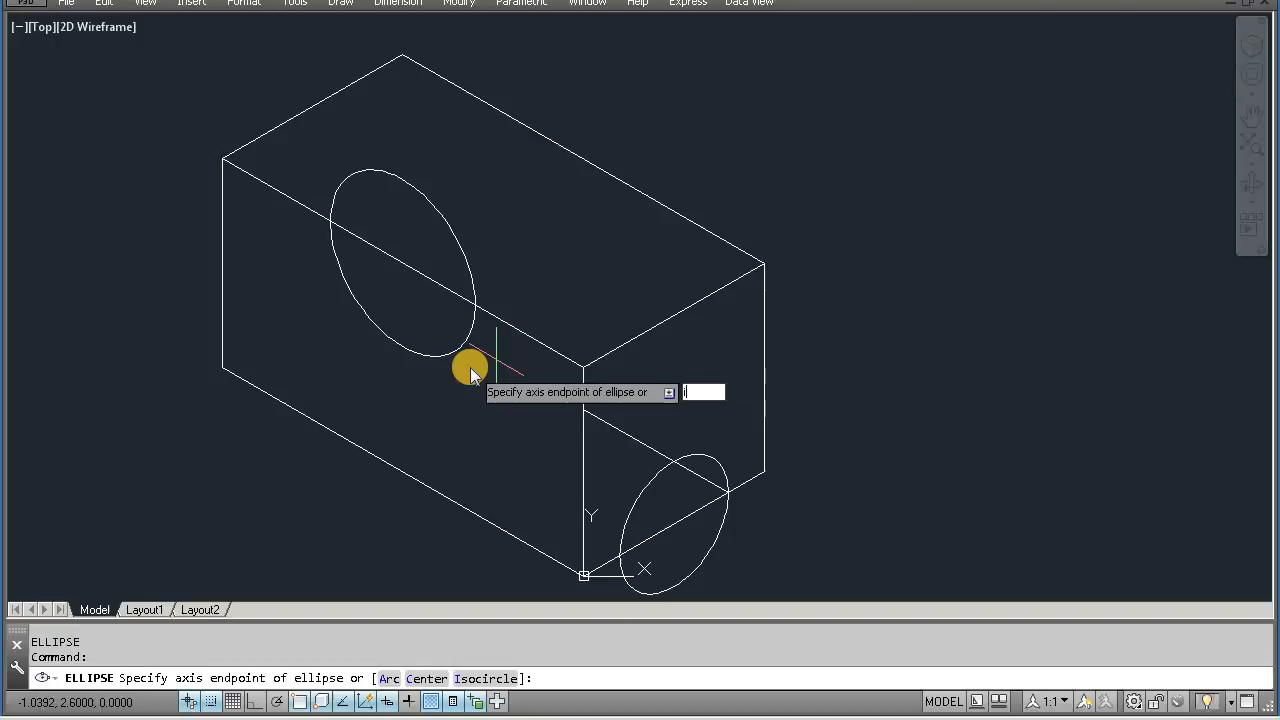 File Edit View Insert Format Tools Draw Dimension Modify Parametric Window Help Express Data View
[−][Top][2D Wireframe]
Specify axis endpoint of ellipse or i
Y
X
Model Layout1 Layout2
ELLIPSE
Command:
ELLIPSE Specify axis endpoint of ellipse or [Arc Center Isocircle]:
-1.0392, 2.6000, 0.0000 MODEL 1:1